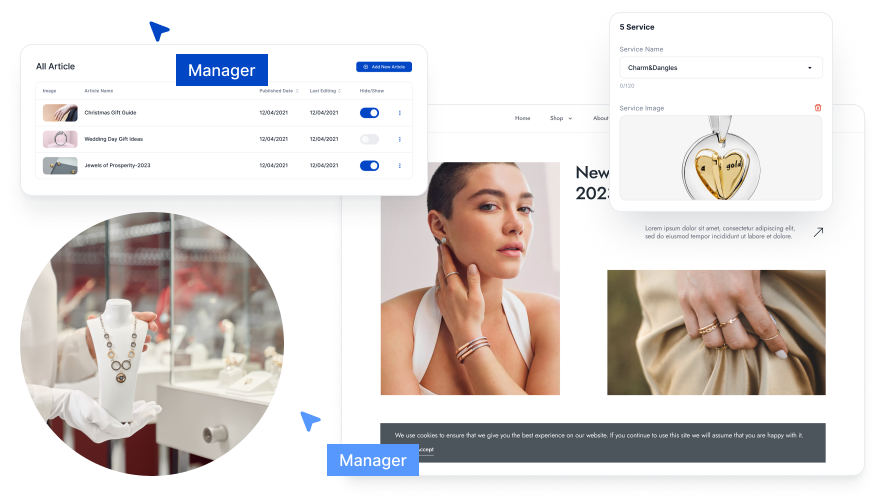 All Article
Manager
Add New Article
Image
Article Name
Published Date
Last Editing
Hide/Show
Christmas Gift Guide
12/04/2021
12/04/2021
Wedding Day Gift Ideas
12/04/2021
12/04/2021
Jewels of Prosperity-2023
12/04/2021
12/04/2021
5 Service
Service Name
Charm&Dangles
0/120
Service Image
a gold
Home
Shop
About
New
202
Lorem ipsum dolor sit amet, consectetur adipiscing elit,
sed do eiusmod tempor incididunt ut labore et dolore.
We use cookies to ensure that we give you the best experience on our website. If you continue to use this site we will assume that you are happy with it.
ccept
Manager